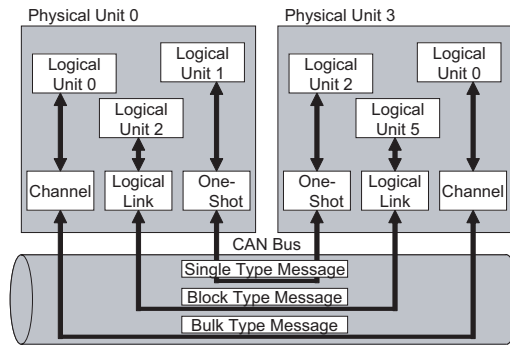 Physical Unit 0
Physical Unit 3
Logical
Unit 0
Logical
Unit 1
Logical
Unit 2
Logical
Unit 2
Logical
Unit 0
Logical
Unit 5
Channel
Logical
Link
One-
Shot
One-
Shot
Logical
Link
Channel
CAN Bus
Single Type Message
Block Type Message
Bulk Type Message